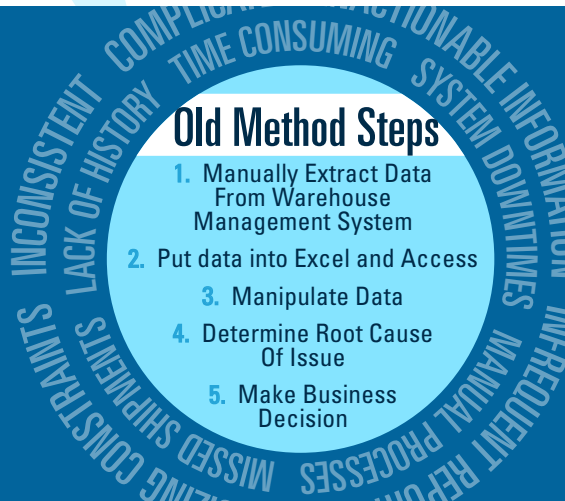 COMPLICATED
ACTIONABLE INFORMATION
INCONSISTENT
TIME CONSUMING
LACK OF HISTORY
SYSTEM DOWNTIMES
Old Method Steps
1. Manually Extract Data
From Warehouse
Management System
2. Put data into Excel and Access
3. Manipulate Data
4. Determine Root Cause
Of Issue
5. Make Business
Decision
MISSED SHIPMENTS
MANUAL PROCESSES
CONSTRAINTS
INFREQUENT